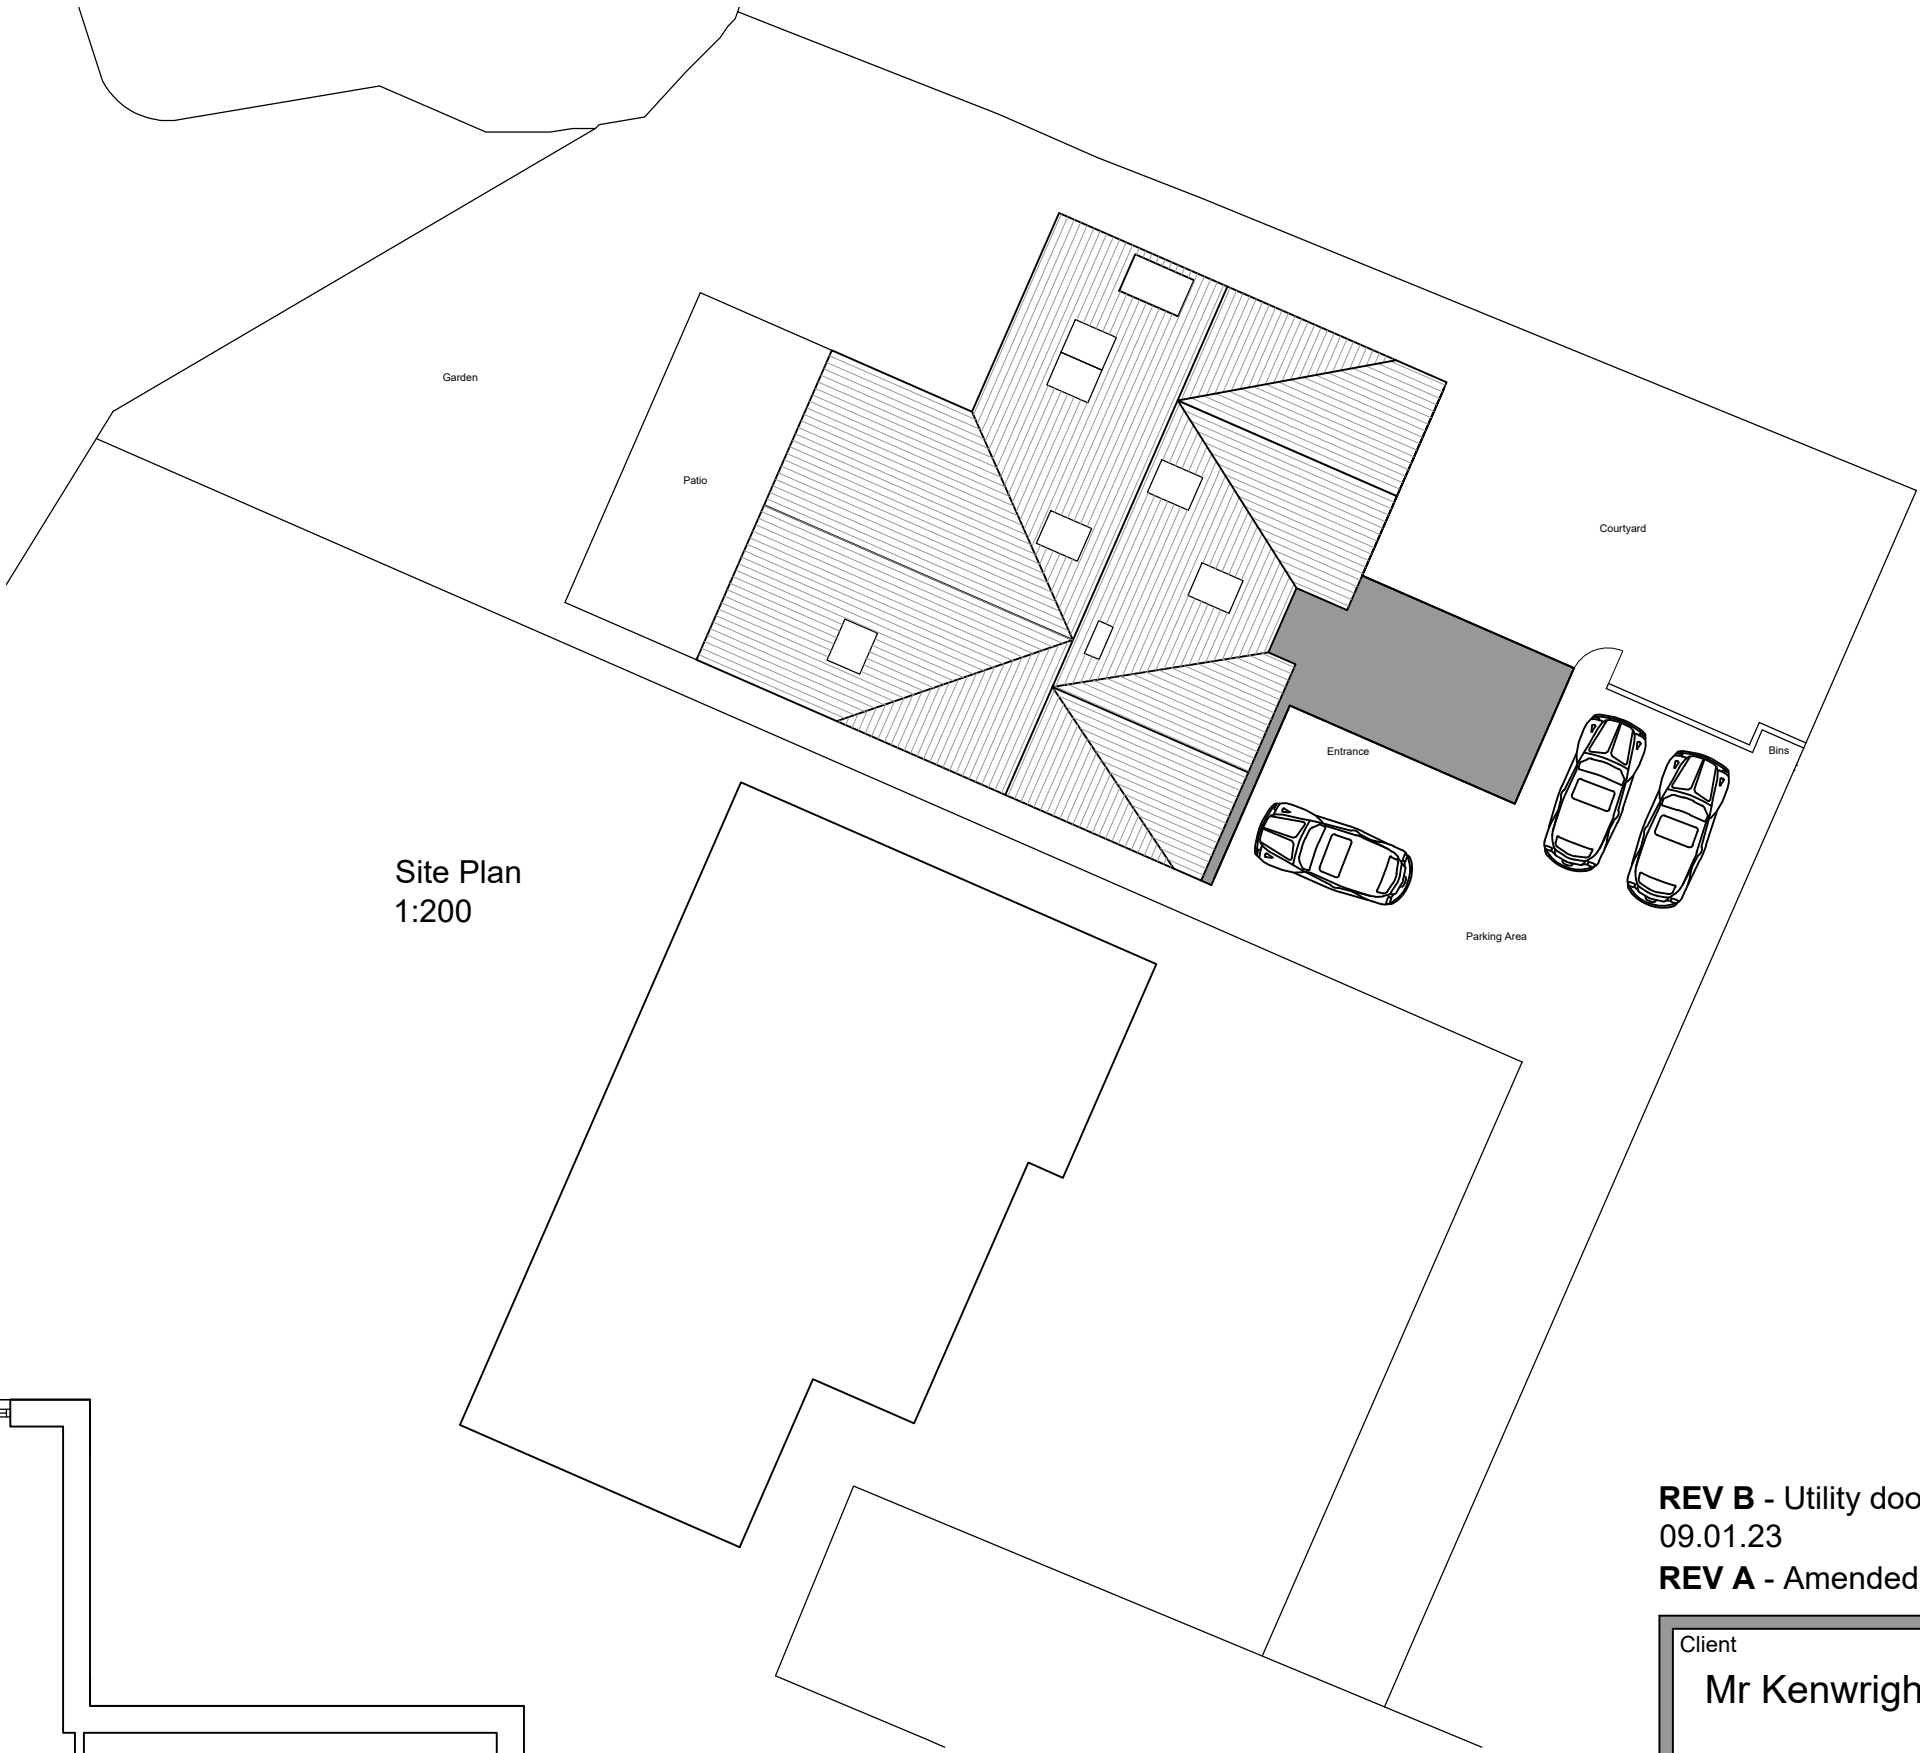 Garden
Patio
Courtyard
Entrance
Bins
Site Plan
1:200
Parking Area
REV B - Utility doo
09.01.23
REV A - Amended
Client
Mr Kenwrigh